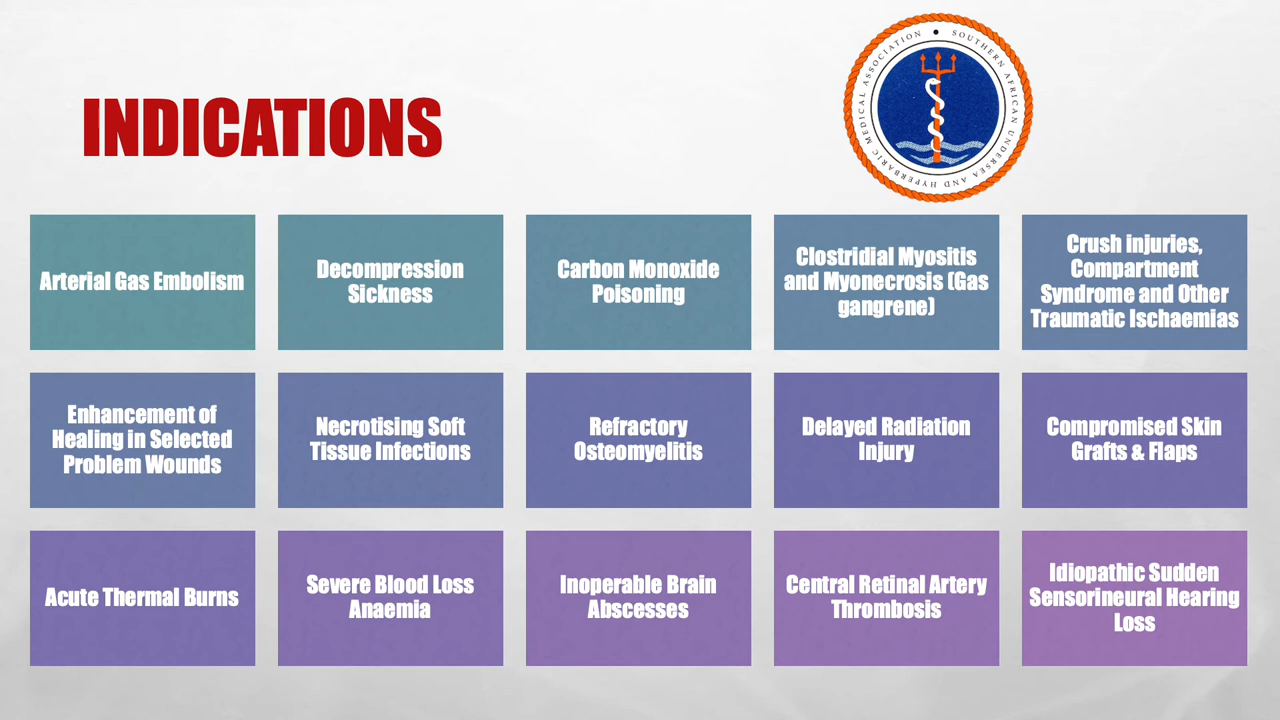 INDICATIONS
SOUTHERN AFRICAN UNDERSEA AND HYPERBARIC MEDICAL ASSOCIATION
Arterial Gas Embolism
Decompression
Sickness
Carbon Monoxide
Poisoning
Clostridial Myositis
and Myonecrosis (Gas
gangrene)
Crush injuries,
Compartment
Syndrome and Other
Traumatic Ischaemias
Enhancement of
Healing in Selected
Problem Wounds
Necrotising Soft
Tissue Infections
Refractory
Osteomyelitis
Delayed Radiation
Injury
Compromised Skin
Grafts & Flaps
Acute Thermal Burns
Severe Blood Loss
Anaemia
Inoperable Brain
Abscesses
Central Retinal Artery
Thrombosis
Idiopathic Sudden
Sensorineural Hearing
Loss